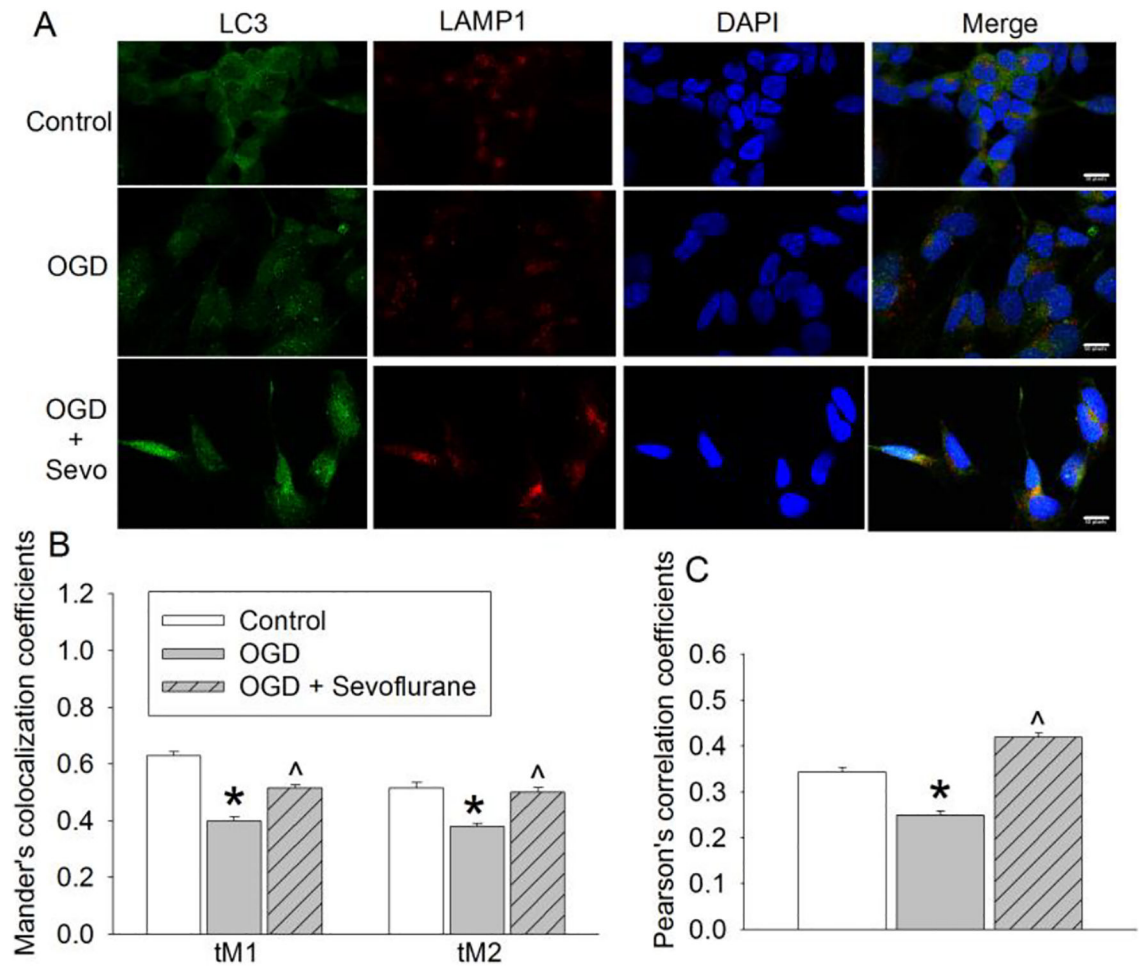 A
LC3
LAMP1
DAPI
Merge
Control
OGD
OGD
+
Sevo
B
Mander's colocalization coefficients
1.2
1.0
0.8
0.6
0.4
0.2
0.0
Control
OGD
OGD + Sevoflurane
*
^
*
^
tM1
tM2
C
Pearson's correlation coefficients
0.6
0.5
0.4
0.3
0.2
0.1
0.0
*
^